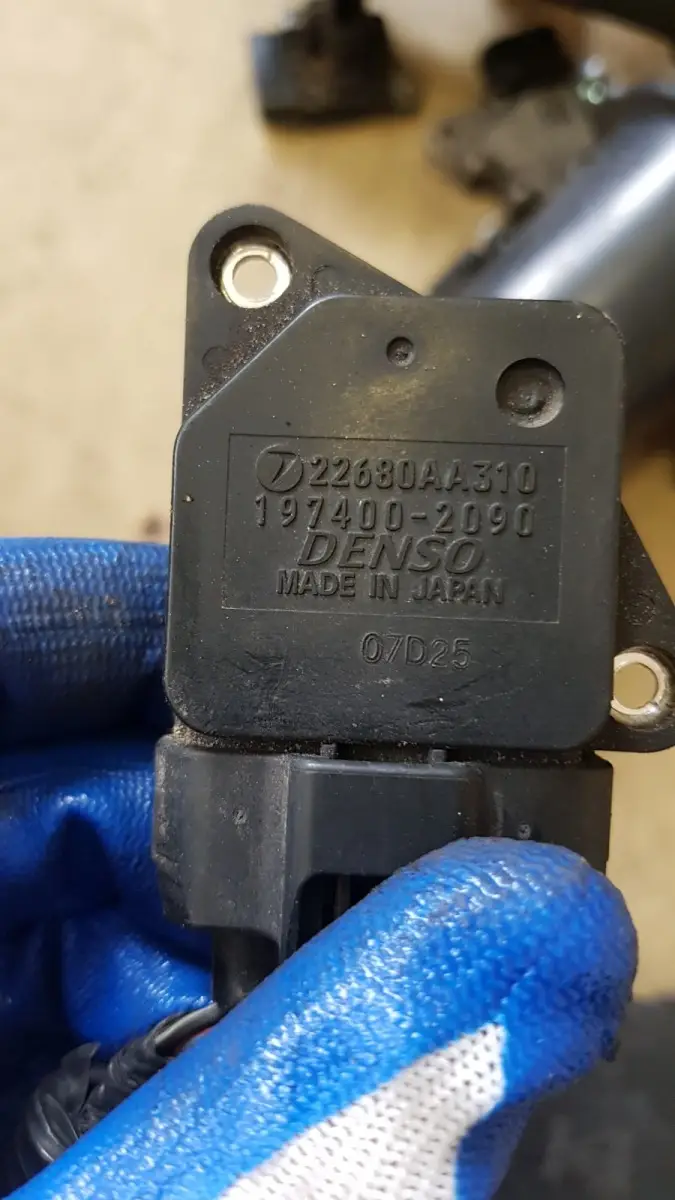 22680AA310
197400-2090
DENSO
MADE IN JAPAN
07D25